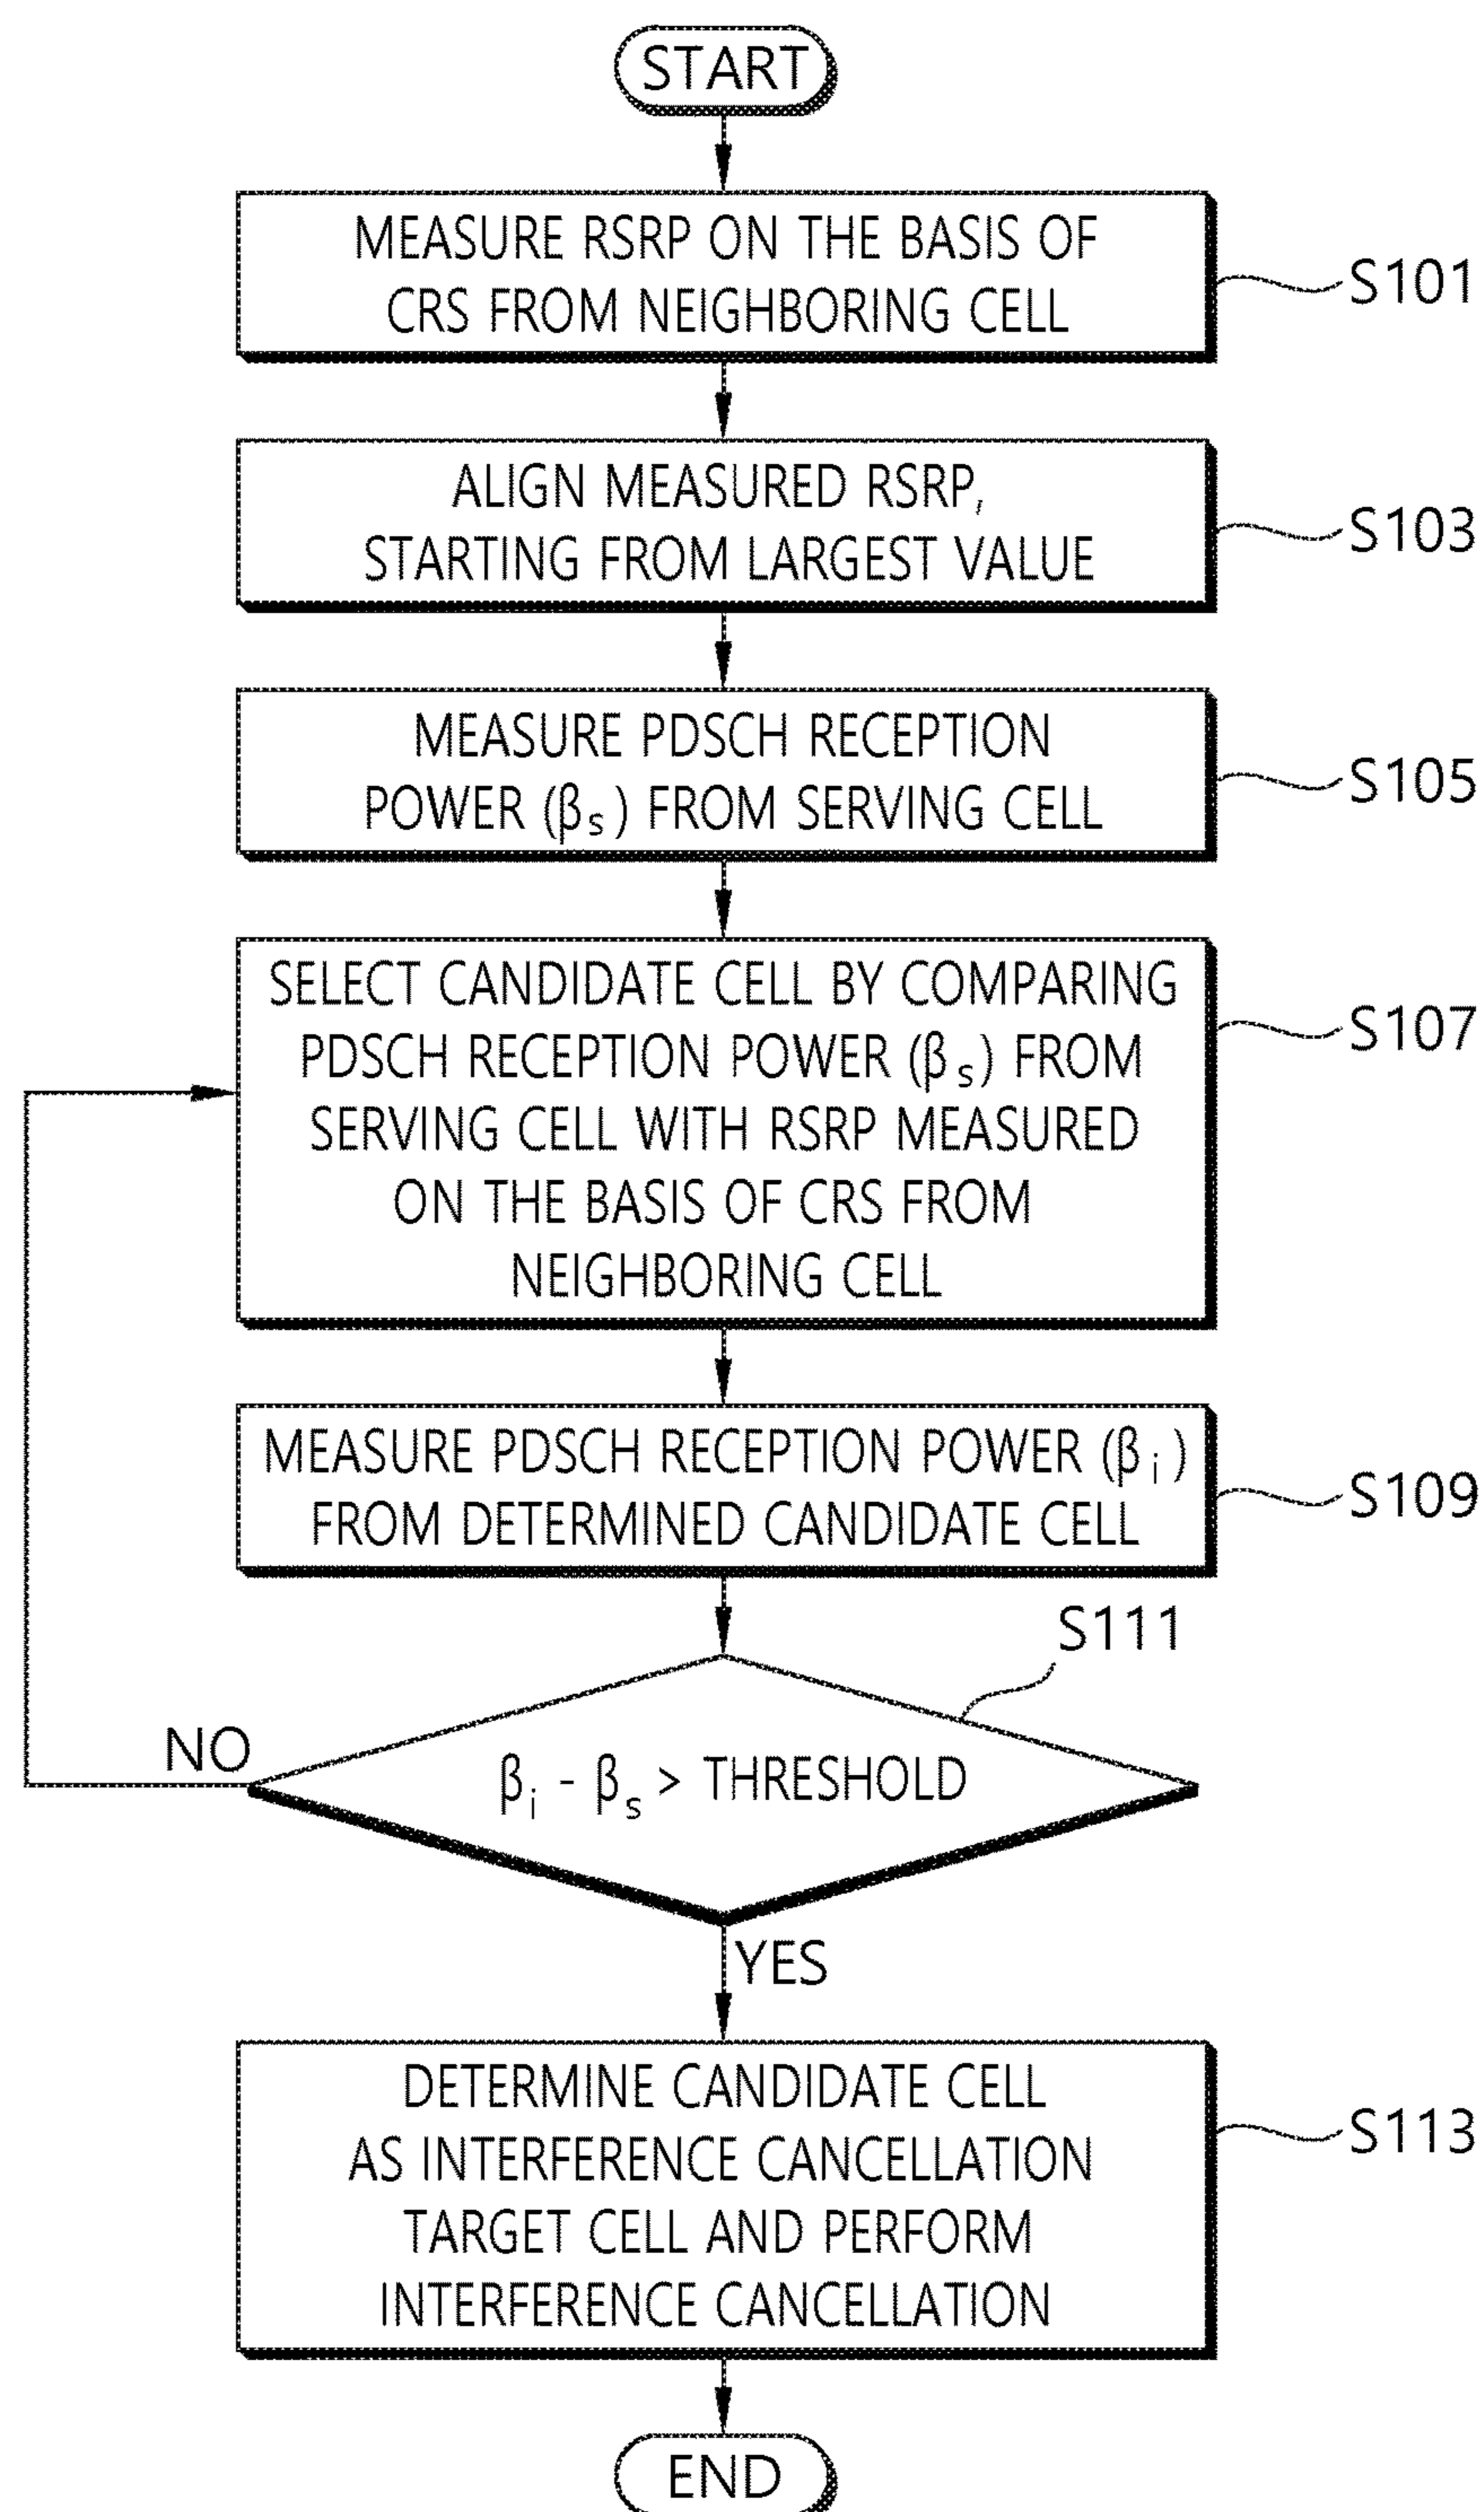 START
MEASURE RSRP ON THE BASIS OF
CRS FROM NEIGHBORING CELL
S101
ALIGN MEASURED RSRP,
STARTING FROM LARGEST VALUE
S103
MEASURE PDSCH RECEPTION
POWER (βs) FROM SERVING CELL
S105
SELECT CANDIDATE CELL BY COMPARING
PDSCH RECEPTION POWER (βs) FROM
SERVING CELL WITH RSRP MEASURED
ON THE BASIS OF CRS FROM
NEIGHBORING CELL
S107
MEASURE PDSCH RECEPTION POWER (βi)
FROM DETERMINED CANDIDATE CELL
S109
S111
NO
βi - βs > THRESHOLD
YES
DETERMINE CANDIDATE CELL
AS INTERFERENCE CANCELLATION
TARGET CELL AND PERFORM
INTERFERENCE CANCELLATION
S113
END